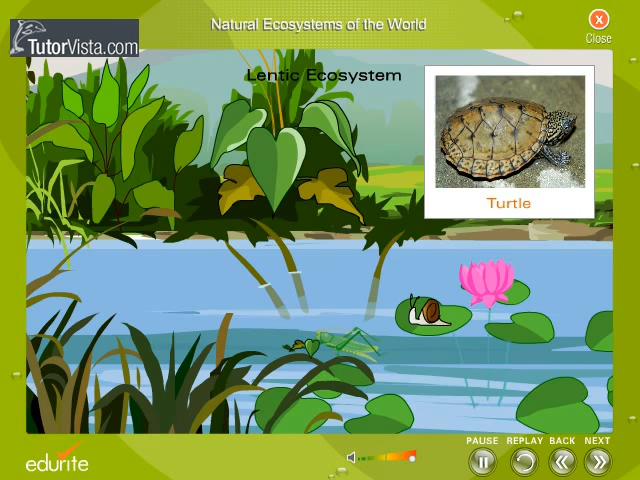 Natural Ecosystems of the World
X
Close
TutorVista.com
Lentic Ecosystem
Turtle
PAUSE REPLAY BACK NEXT
edurite